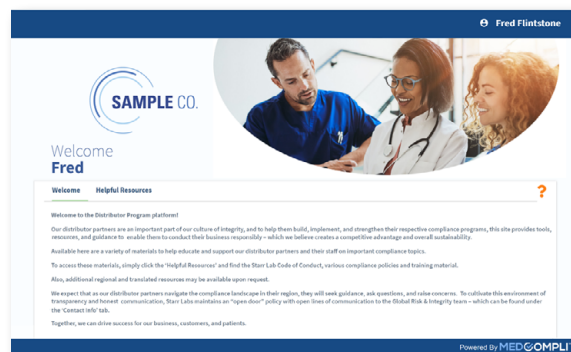 Fred Flintstone
SAMPLE CO.
Welcome
Fred
Welcome Helpful Resources ?
Welcome to the Distributor Program platform!
Our distributor partners are an important part of our culture of integrity, and to help them build, implement, and strengthen their respective compliance programs, this site provides tools,
resources, and guidance to enable them to conduct their business responsibly – which we believe creates a competitive advantage and overall sustainability.
Available here are a variety of materials to help educate and support our distributor partners and their staff on important compliance topics.
To access these materials, simply click the 'Helpful Resources' and find the Starr Lab Code of Conduct, various compliance policies and training material.
Also, additional regional and translated resources may be available upon request.
We expect that as our distributor partners navigate the compliance landscape in their region, they will seek guidance, ask questions, and raise concerns. To cultivate this environment of
transparency and honest communication, Starr Labs maintains an "open door" policy with open lines of communication to the Global Risk & Integrity team – which can be found under
the 'Contact Info' tab.
Together, we can drive success for our business, customers, and patients.
Powered By MEDCOMPLI